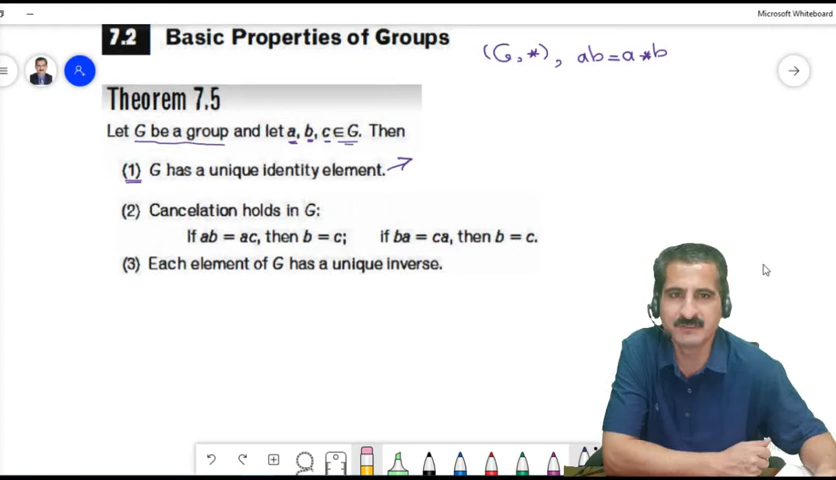 Microsoft Whiteboard
7.2 Basic Properties of Groups
(G, *), ab = a * b
Theorem 7.5
Let G be a group and let a, b, c ∈ G. Then
(1) G has a unique identity element.
(2) Cancelation holds in G:
If ab = ac, then b = c; if ba = ca, then b = c.
(3) Each element of G has a unique inverse.